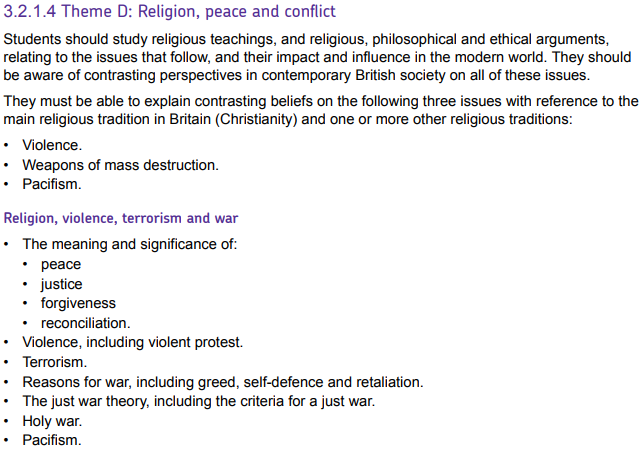 3.2.1.4 Theme D: Religion, peace and conflict
Students should study religious teachings, and religious, philosophical and ethical arguments,
relating to the issues that follow, and their impact and influence in the modern world. They should
be aware of contrasting perspectives in contemporary British society on all of these issues.
They must be able to explain contrasting beliefs on the following three issues with reference to the
main religious tradition in Britain (Christianity) and one or more other religious traditions:
• Violence.
• Weapons of mass destruction.
• Pacifism.
Religion, violence, terrorism and war
• The meaning and significance of:
• peace
• justice
• forgiveness
• reconciliation.
• Violence, including violent protest.
• Terrorism.
• Reasons for war, including greed, self-defence and retaliation.
• The just war theory, including the criteria for a just war.
• Holy war.
• Pacifism.